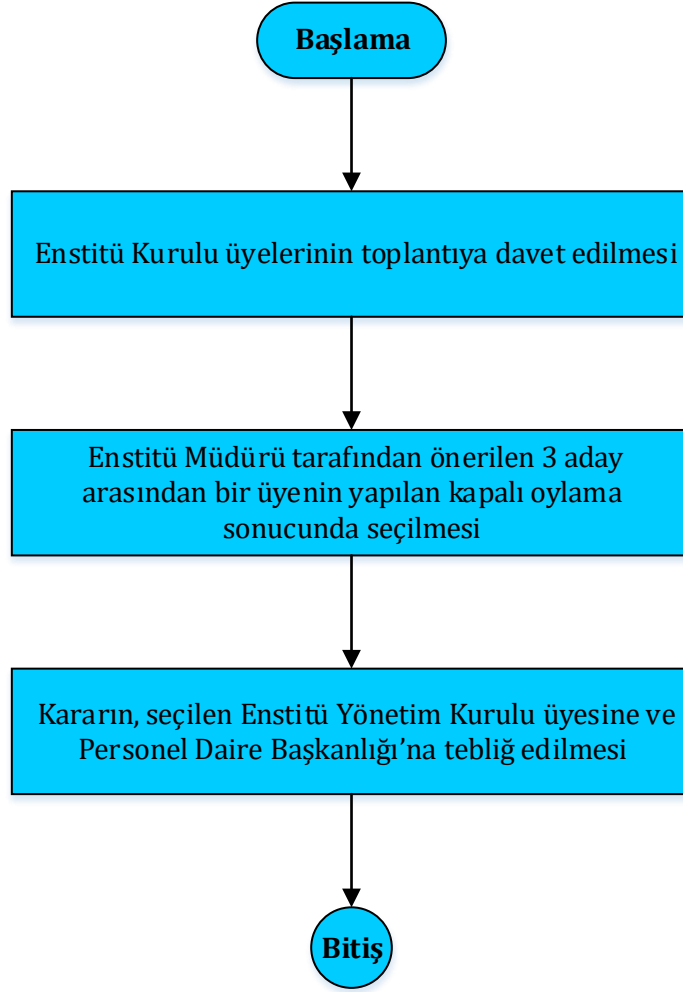 Başlama
Enstitü Kurulu üyelerinin toplantıya davet edilmesi
Enstitü Müdürü tarafından önerilen 3 aday
arasından bir üyenin yapılan kapalı oylama
sonucunda seçilmesi
Kararın, seçilen Enstitü Yönetim Kurulu üyesine ve
Personel Daire Başkanlığı’na tebliğ edilmesi
Bitiş